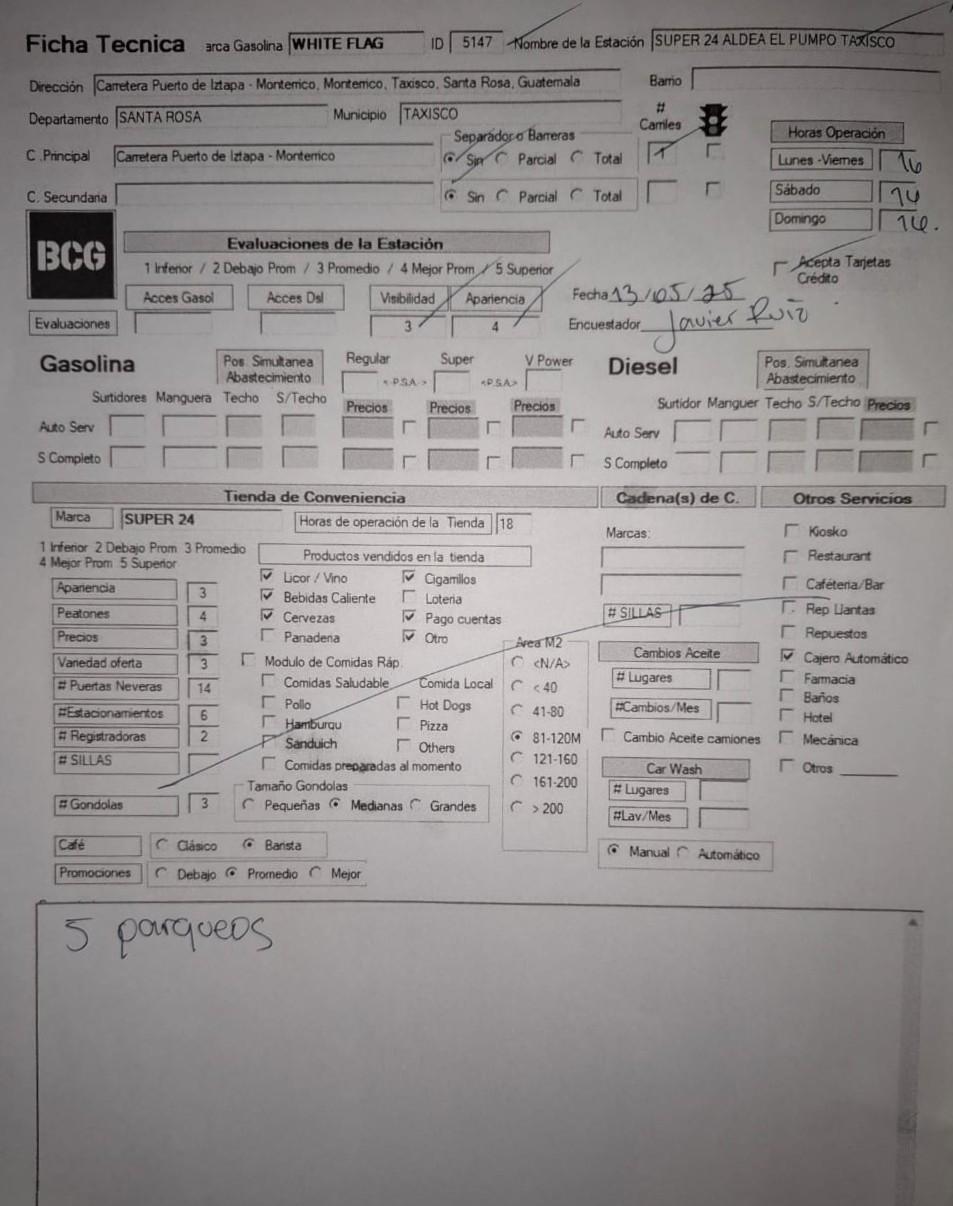 Ficha Tecnica arca Gasolina WHITE FLAG ID 5147 Nombre de la Estación SUPER 24 ALDEA EL PUMPO TAXISCO
Dirección Carretera Puerto de Iztapa - Monterrico, Monterrico, Taxisco, Santa Rosa, Guatemala Barrio
Departamento SANTA ROSA Municipio TAXISCO # Carriles
Separador o Barreras Horas Operación
C .Principal Carretera Puerto de Iztapa - Monterrico Sin Parcial Total 1 Lunes -Viernes 16
C. Secundaria Sin Parcial Total Sábado
Domingo 16.
BCG Evaluaciones de la Estación
1 Inferior / 2 Debajo Prom / 3 Promedio / 4 Mejor Prom / 5 Superior Acepta Tarjetas Crédito
Acces Gasol Acces Dsl Visibilidad Apariencia Fecha 13/05/25
Evaluaciones 3 4 Encuestador Javier Ruiz
Gasolina Pos. Simultanea Abastecimiento Regular <-P.S.A.-> Super <P.S.A> V Power Diesel Pos. Simultanea Abastecimiento
Surtidores Manguera Techo S/Techo Precios Precios Precios Surtidor Manguer Techo S/Techo Precios
Auto Serv Auto Serv
S Completo S Completo
Tienda de Conveniencia Cadena(s) de C. Otros Servicios
Marca SUPER 24 Horas de operación de la Tienda 18 Marcas: Kiosko
1 Inferior 2 Debajo Prom 3 Promedio
4 Mejor Prom 5 Superior Productos vendidos en la tienda Restaurant
Apariencia 3 Licor / Vino Cigarrillos Cafétería/Bar
Peatones 4 Bebidas Caliente Loteria # SILLAS Rep Llantas
Precios 3 Cervezas Pago cuentas Repuestos
Panaderia Otro Area M2
Variedad oferta 3 Modulo de Comidas Ráp. <N/A> Cambios Aceite Cajero Automático
# Puertas Neveras 14 Comidas Saludable Comida Local < 40 # Lugares Farmacia
Baños
#Estacionamientos 6 Pollo Hot Dogs 41-80 #Cambios/Mes Hotel
# Registradoras 2 Hamburgu Pizza 81-120M Cambio Aceite camiones Mecánica
# SILLAS Sanduich Others 121-160 Car Wash Otros
Comidas preparadas al momento 161-200 # Lugares
Tamaño Gondolas
# Gondolas 3 Pequeñas Medianas Grandes > 200 #Lav/Mes
Café Clásico Barista Manual Automático
Promociones Debajo Promedio Mejor
5 parqueos